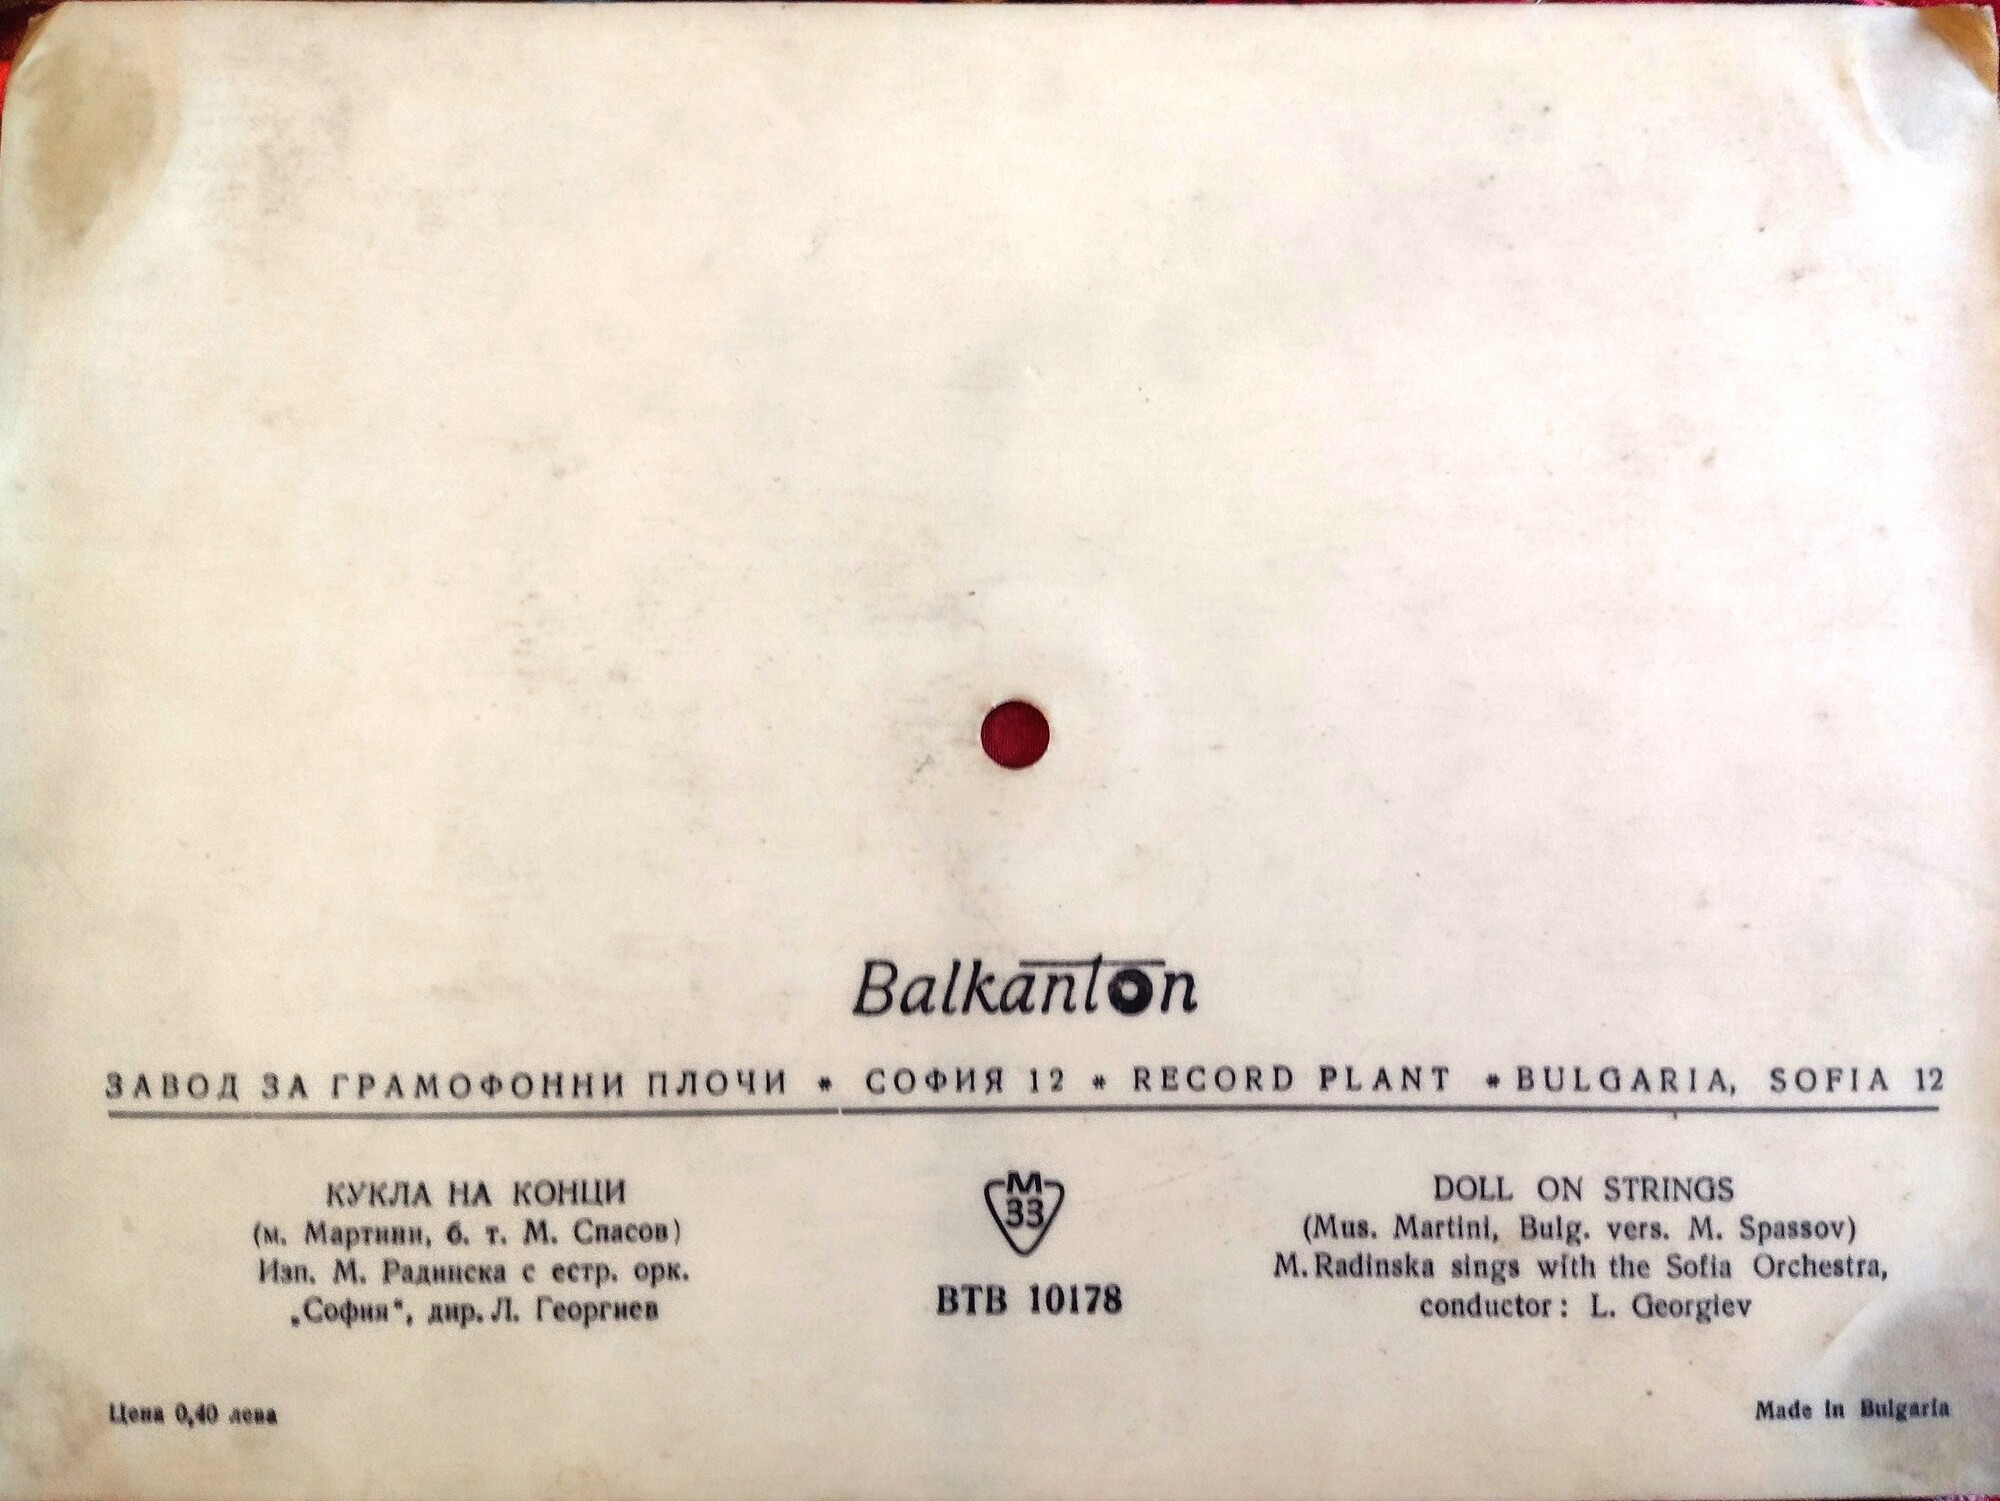 Balkanton
ЗАВОД ЗА ГРАМОФОННИ ПЛОЧИ * СОФИЯ 12 * RECORD PLANT * BULGARIA, SOFIA 12
КУКЛА НА КОНЦИ
(м. Мартини, б. т. М. Спасов)
Изп. М. Радинска с естр. орк.
„София“, дир. Л. Георгиев
M
33
ВТВ 10178
DOLL ON STRINGS
(Mus. Martini, Bulg. vers. M. Spassov)
M. Radinska sings with the Sofia Orchestra,
conductor: L. Georgiev
Цена 0,40 лева
Made in Bulgaria